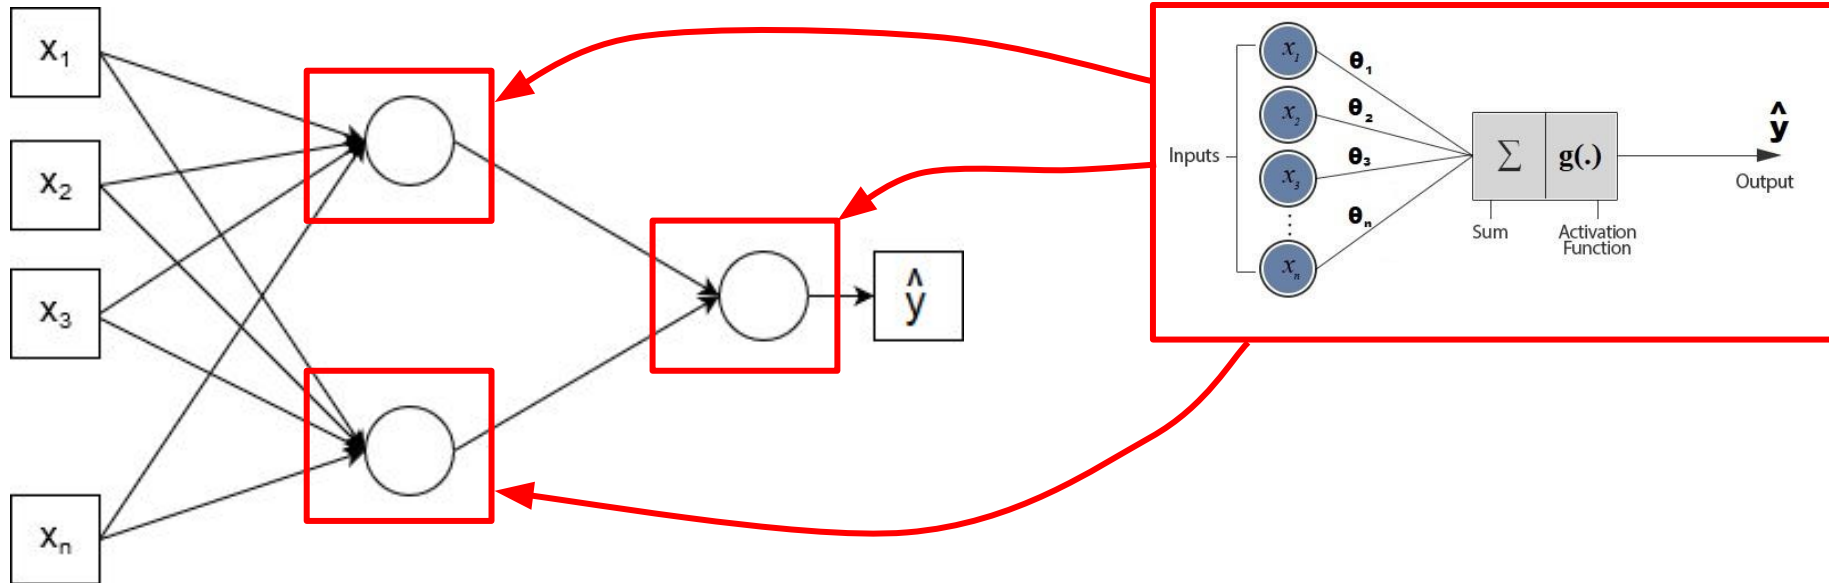 x₁
x₂
x₃
xₙ
ŷ
Inputs
x₁
x₂
x₃
xₙ
θ₁
θ₂
θ₃
θₙ
∑
g(.)
Sum
Activation
Function
ŷ
Output